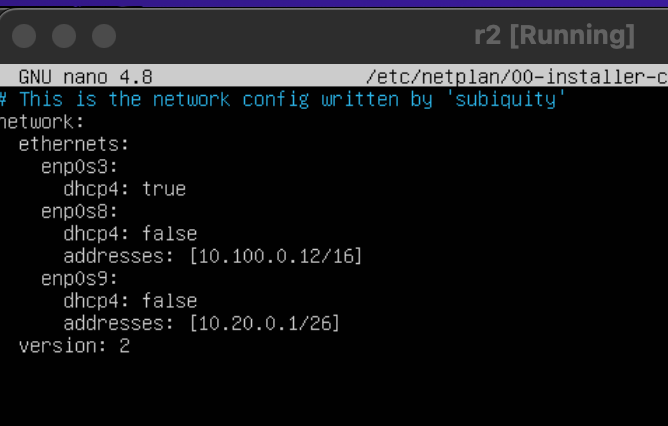 r2 [Running]
GNU nano 4.8 /etc/netplan/00-installer-c
# This is the network config written by 'subiquity'
network:
  ethernets:
    enp0s3:
      dhcp4: true
    enp0s8:
      dhcp4: false
      addresses: [10.100.0.12/16]
    enp0s9:
      dhcp4: false
      addresses: [10.20.0.1/26]
  version: 2